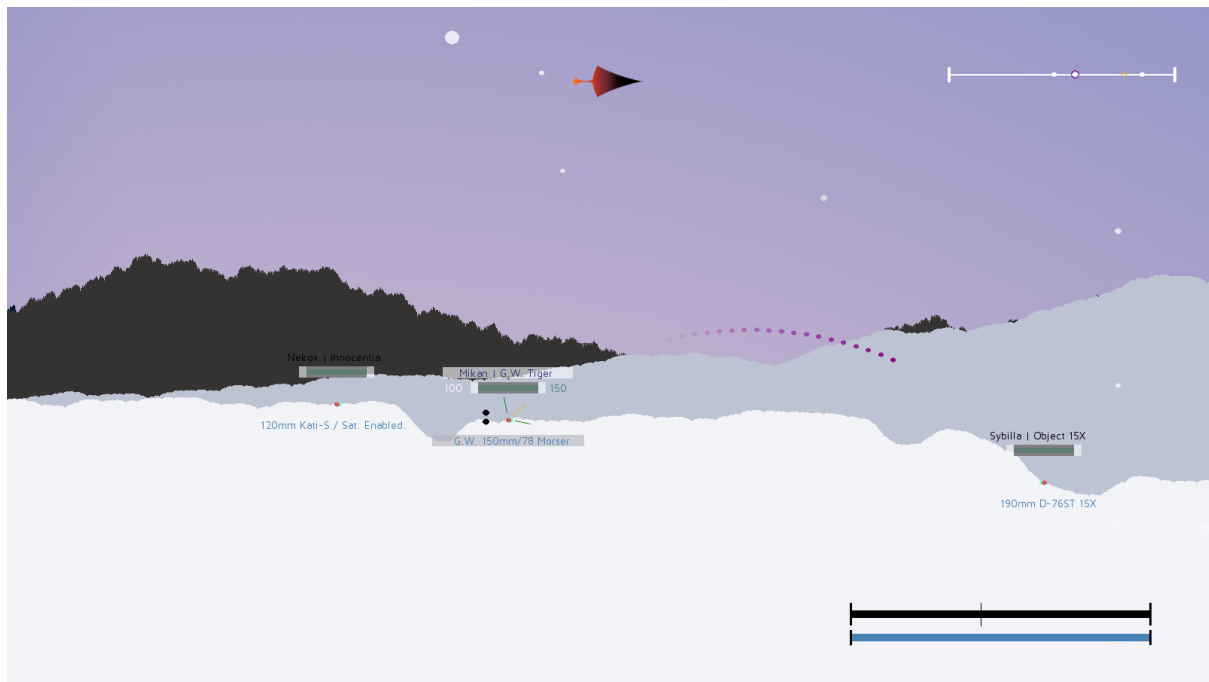 Nekox | Innocentia
120mm Kati-S / Sat. Enabled.
Mikan | G.W. Tiger
100
150
G.W. 150mm/78 Morser
Sybilla | Object 15X
190mm D-76ST 15X